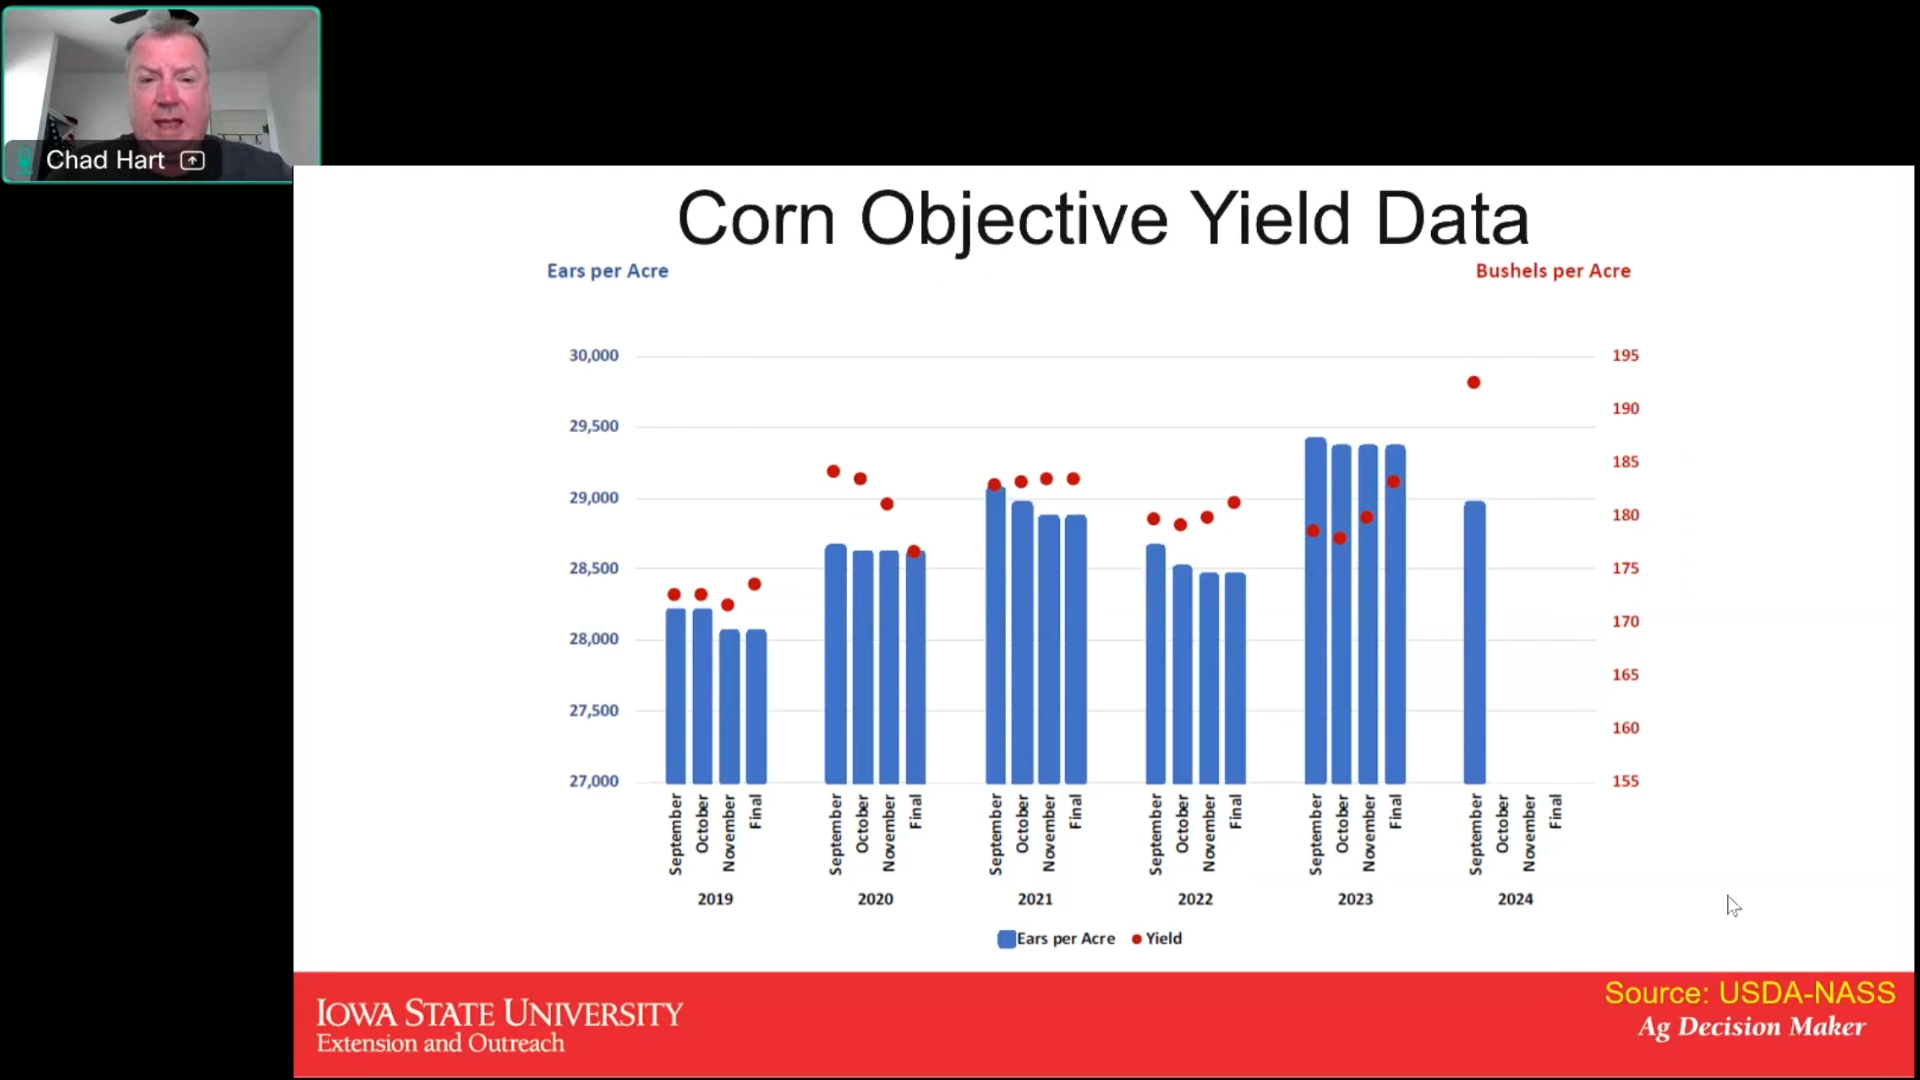 Chad Hart
Corn Objective Yield Data
Ears per Acre
Bushels per Acre
30,000
29,500
29,000
28,500
28,000
27,500
27,000
195
190
185
180
175
170
165
160
155
September
October
November
Final
September
October
November
Final
September
October
November
Final
September
October
November
Final
September
October
November
Final
September
October
November
Final
2019
2020
2021
2022
2023
2024
Ears per Acre
Yield
IOWA STATE UNIVERSITY
Extension and Outreach
Source: USDA-NASS
Ag Decision Maker